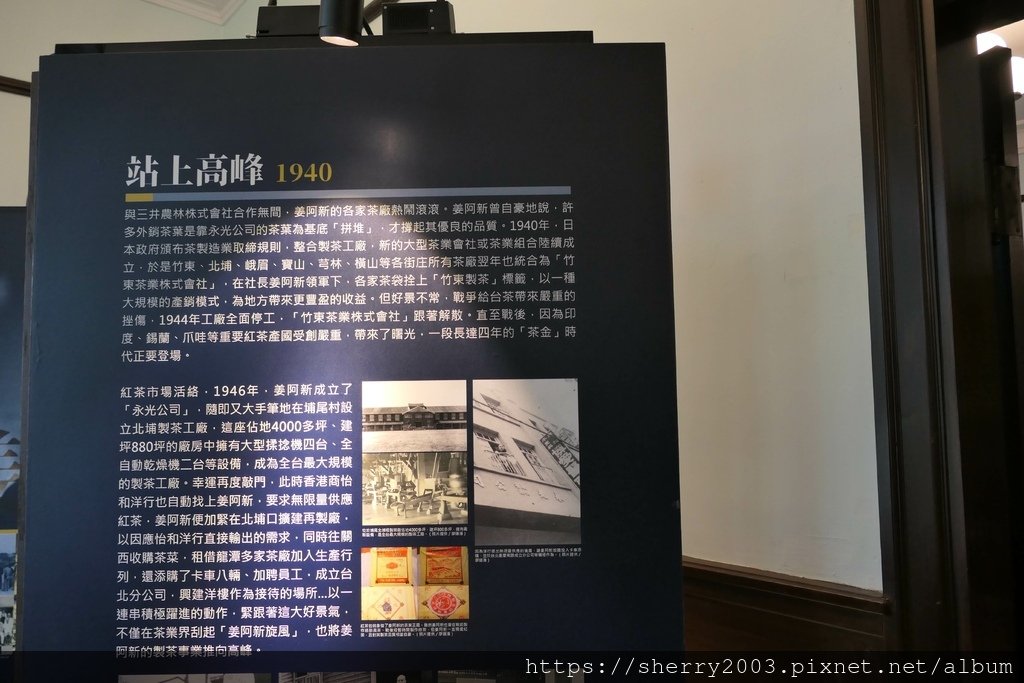 站上高峰 1940
與三井農林株式會社合作無間，姜阿新的各家茶廠熱鬧滾滾。姜阿新曾自豪地說，許
多外銷茶葉是靠永光公司的茶葉為基底「拼堆」，才撐起其優良的品質。1940年，日
本政府頒布茶製造業取締規則，整合製茶工廠，新的大型茶業會社或茶業組合陸續成
立，於是竹東、北埔、峨眉、寶山、芎林、橫山等各街庄所有茶廠翌年也統合為「竹
東茶業株式會社」，在社長姜阿新領軍下，各家茶袋拴上「竹東製茶」標籤，以一種
大規模的產銷模式，為地方帶來更豐盈的收益。但好景不常，戰爭給台茶帶來嚴重的
挫傷，1944年工廠全面停工，「竹東茶業株式會社」跟著解散。直至戰後，因為印
度、錫蘭、爪哇等重要紅茶產國受創嚴重，帶來了曙光，一段長達四年的「茶金」時
代正要登場。
紅茶市場活絡，1946年，姜阿新成立了
「永光公司」，隨即又大手筆地在埔尾村設
立北埔製茶工廠，這座佔地4000多坪、建
坪880坪的廠房中擁有大型揉捻機四台、全
自動乾燥機二台等設備，成為全台最大規模
的製茶工廠。幸運再度敲門，此時香港商怡
和洋行也自動找上姜阿新，要求無限量供應
紅茶，姜阿新便加緊在北埔口擴建再製廠，
以因應怡和洋行直接輸出的需求，同時往關
西收購茶菜，租借龍潭多家茶廠加入生產行
列，還添購了卡車八輛、加聘員工，成立台
北分公司，興建洋樓作為接待的場所...以一
連串積極躍進的動作，緊跟著這大好景氣，
不僅在茶業界刮起「姜阿新旋風」，也將姜
阿新的製茶事業推向高峰。
https://sherry2003.pixnet.net/album